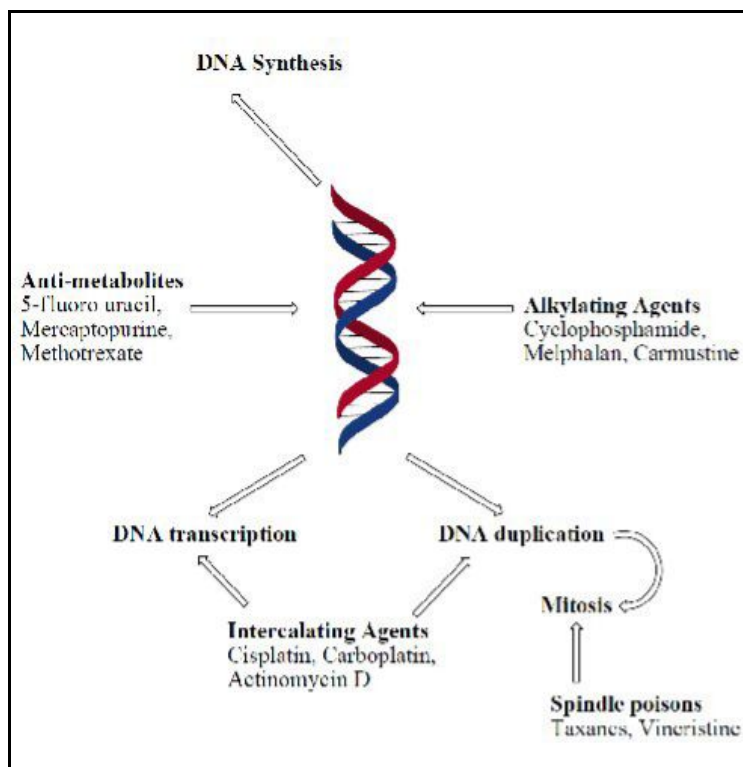 DNA Synthesis
Anti-metabolites
5-fluoro uracil,
Mercaptopurine,
Methotrexate
Alkylating Agents
Cyclophosphamide,
Melphalan, Carmustine
DNA transcription
DNA duplication
Mitosis
Intercalating Agents
Cisplatin, Carboplatin,
Actinomycin D
Spindle poisons
Taxanes, Vincristine